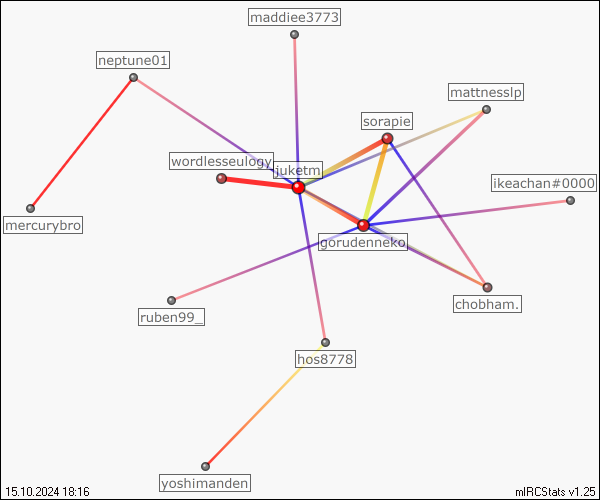 maddiee3773
neptune01
mattnesslp
sorapie
wordlesseulogy
juketm
ikeachan#0000
mercurybro
gorudenneko
chobham.
ruben99_
hos8778
yoshimanden
15.10.2024 18:16
mIRCStats v1.25